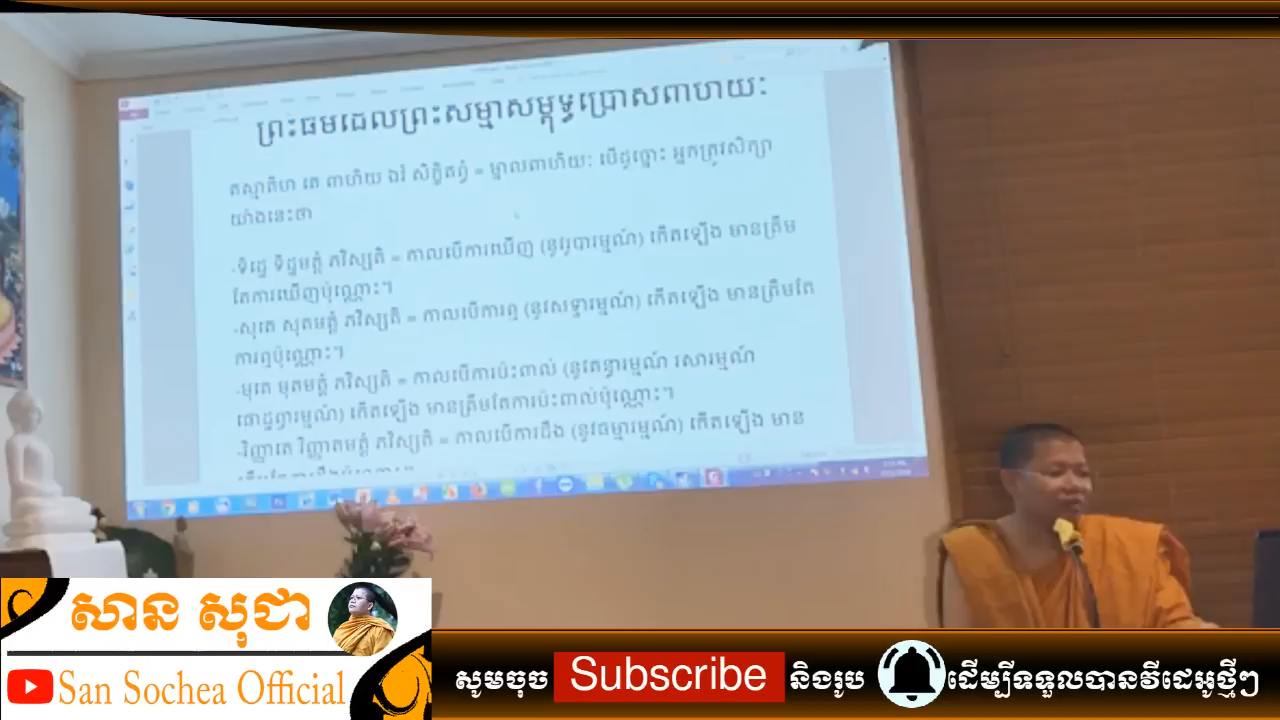 ព្រះធមដេលព្រះសម្មាសម្ពុទ្ធប្រោសពាហយៈ
តស្មាតិហ តេ ពាហិយ ឯវំ សិក្ខិតព្វំ = ម្នាលពាហិយៈ បើដូច្នោះ អ្នកត្រូវសិក្សា
យ៉ាងនេះថា
-ទិដ្ឋេ ទិដ្ឋមត្តំ ភវិស្សតិ = កាលបើការឃើញ (នូវរូបារម្មណ៍) កើតឡើង មានត្រឹម
តែការឃើញប៉ុណ្ណោះ។
-សុតេ សុតមត្តំ ភវិស្សតិ = កាលបើការឮ (នូវសទ្ទារម្មណ៍) កើតឡើង មានត្រឹមតែ
ការឮប៉ុណ្ណោះ។
-មុតេ មុតមត្តំ ភវិស្សតិ = កាលបើការប៉ះពាល់ (នូវគន្ធារម្មណ៍ រសារម្មណ៍
ផោដ្ឋព្វារម្មណ៍) កើតឡើង មានត្រឹមតែការប៉ះពាល់ប៉ុណ្ណោះ។
-វិញ្ញាតេ វិញ្ញាតមត្តំ ភវិស្សតិ = កាលបើការដឹង (នូវធម្មារម្មណ៍) កើតឡើង មាន
សាន សុជា
San Sochea Official
សូមចុច Subscribe និងរូប ដើម្បីទទួលបានវីដេអូថ្មីៗ